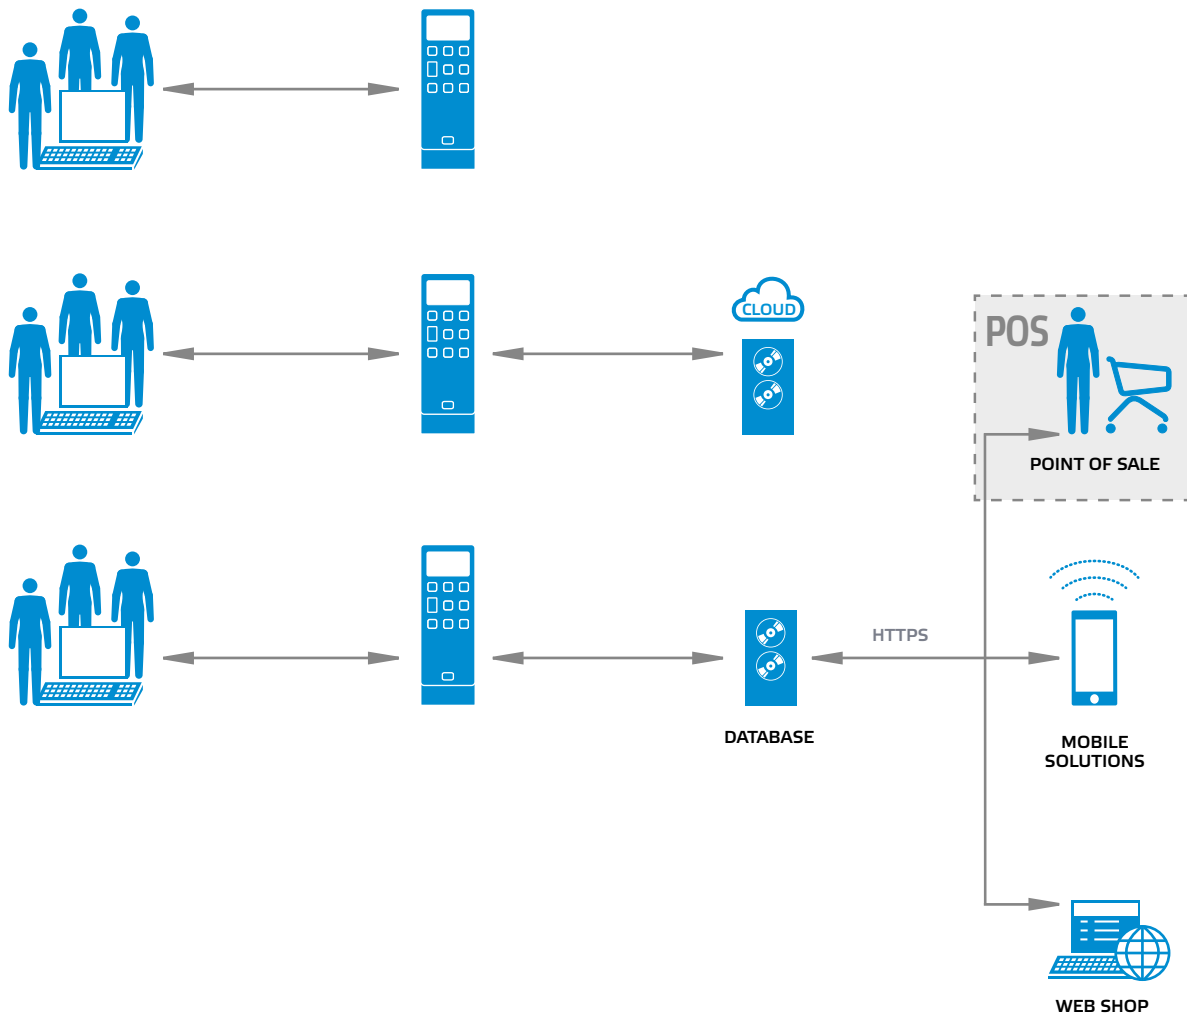 CLOUD
POS
POINT OF SALE
HTTPS
DATABASE
MOBILE
SOLUTIONS
WEB SHOP